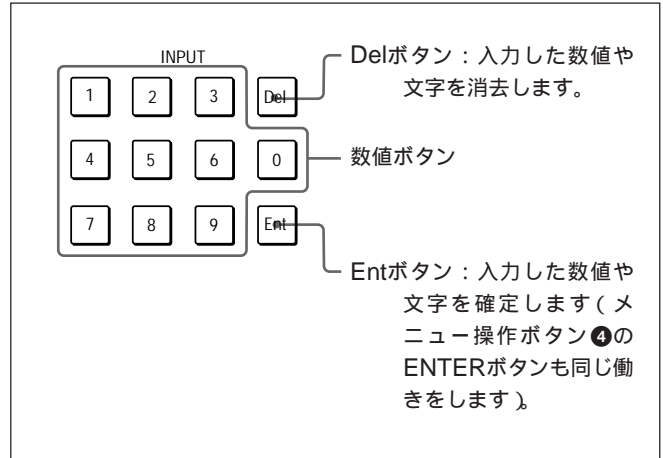 INPUT
1 2 3 Del
4 5 6 0
7 8 9 Ent
Delボタン：入力した数値や
文字を消去します。
数値ボタン
Entボタン：入力した数値や
文字を確定します（メ
ニュー操作ボタン❹の
ENTERボタンも同じ働
きをします）。